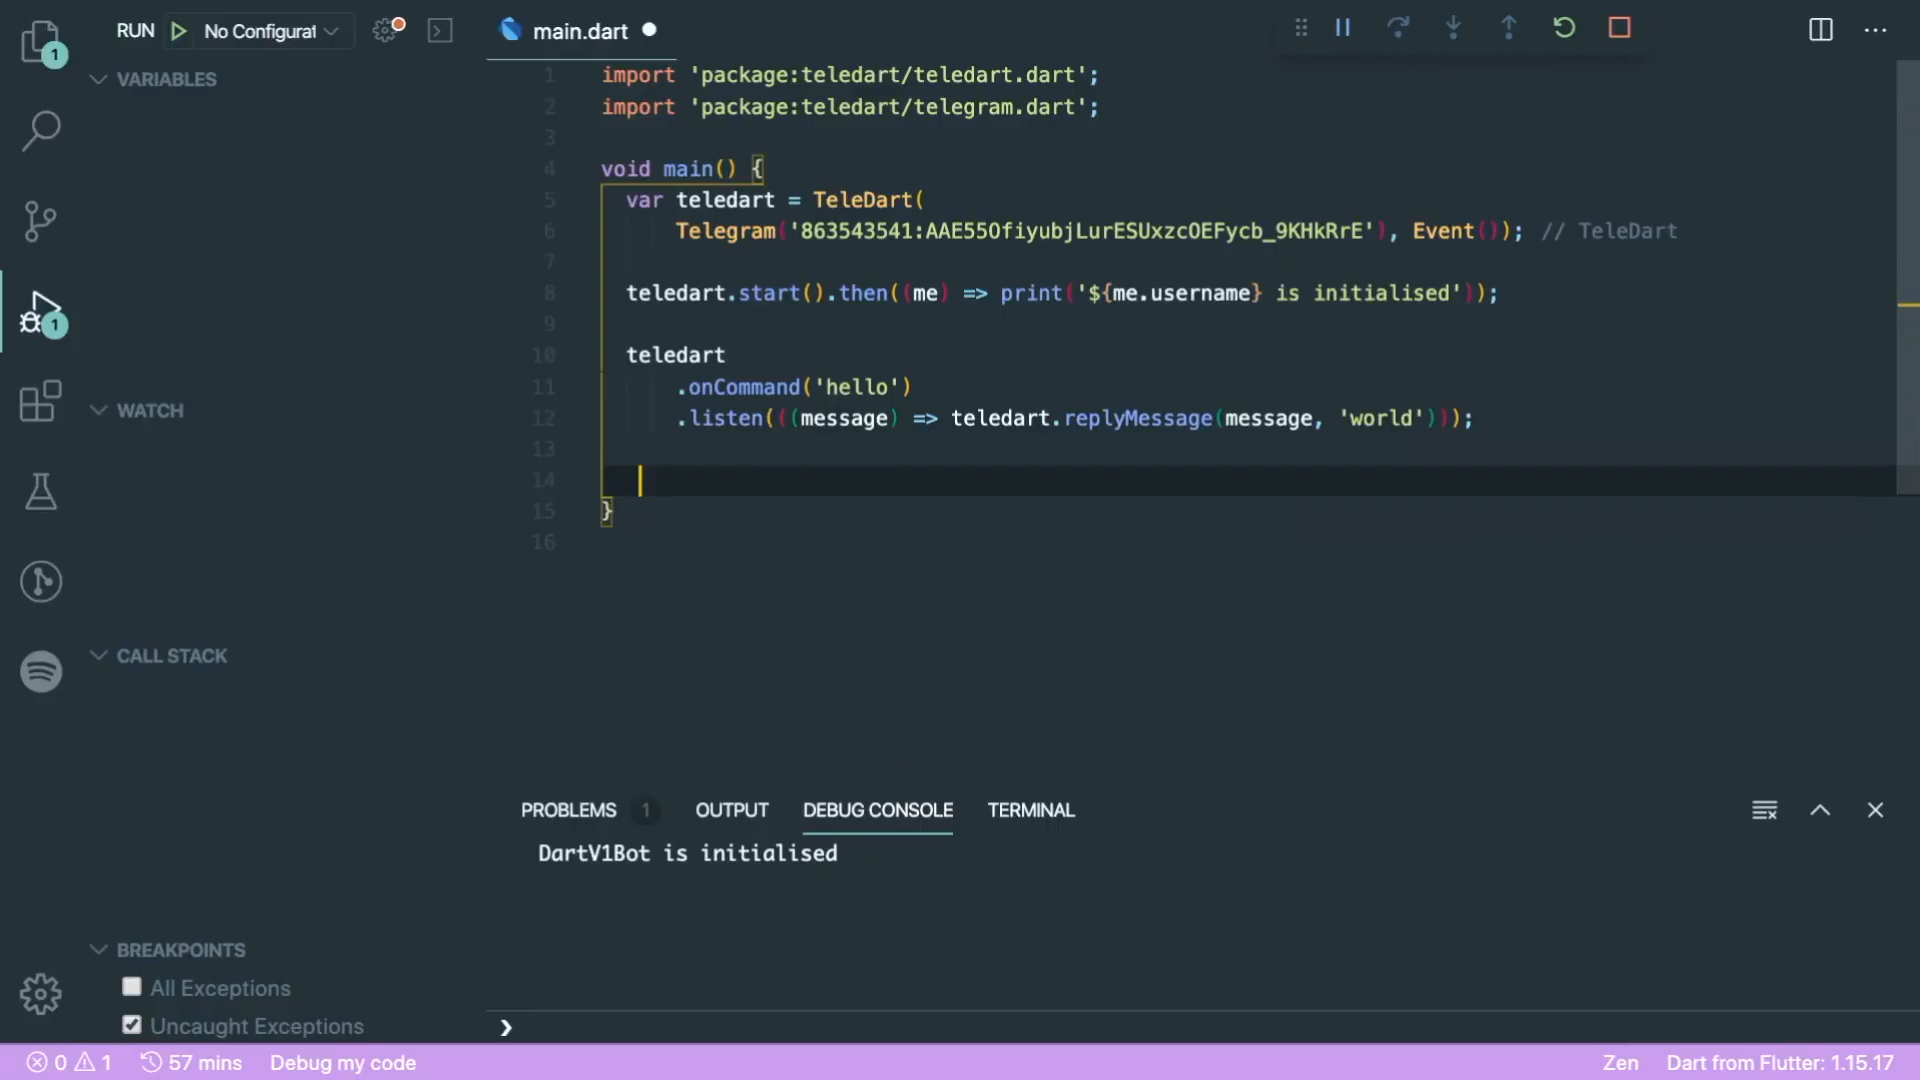 RUN No Configurat
main.dart
VARIABLES
WATCH
CALL STACK
BREAKPOINTS
All Exceptions
Uncaught Exceptions
1
1
1 import 'package:teledart/teledart.dart';
2 import 'package:teledart/telegram.dart';
3
4 void main() {
5 var teledart = TeleDart(
6 Telegram('863543541:AAE55OfiyubjLurESUxzcOEFycb_9KHkRrE'), Event()); // TeleDart
7
8 teledart.start().then((me) => print('${me.username} is initialised'));
9
10 teledart
11 .onCommand('hello')
12 .listen(((message) => teledart.replyMessage(message, 'world')));
13
14
15 }
16
PROBLEMS 1 OUTPUT DEBUG CONSOLE TERMINAL
DartV1Bot is initialised
0 1 57 mins Debug my code Zen Dart from Flutter: 1.15.17